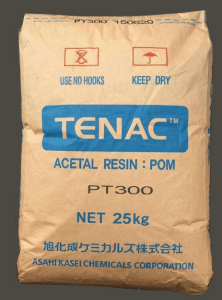 PT300 150629
USE NO HOOKS KEEP DRY
TENAC™
ACETAL RESIN : POM
PT300
NET 25kg
旭化成ケミカルズ株式会社
ASAHI KASEI CHEMICALS CORPORATION